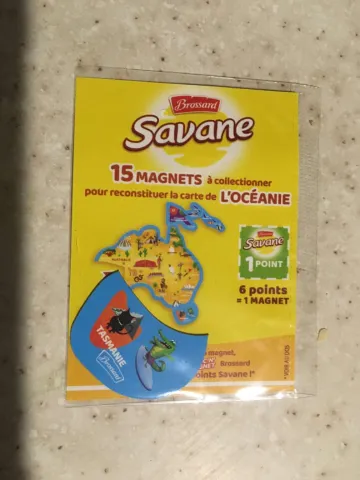 Brossard
Savane
15 MAGNETS à collectionner
pour reconstituer la carte de L'OCÉANIE
Brossard
Savane
1 POINT
6 points
= 1 MAGNET
TASMANIE
Brossard
magnet,
Brossard
points Savane !*